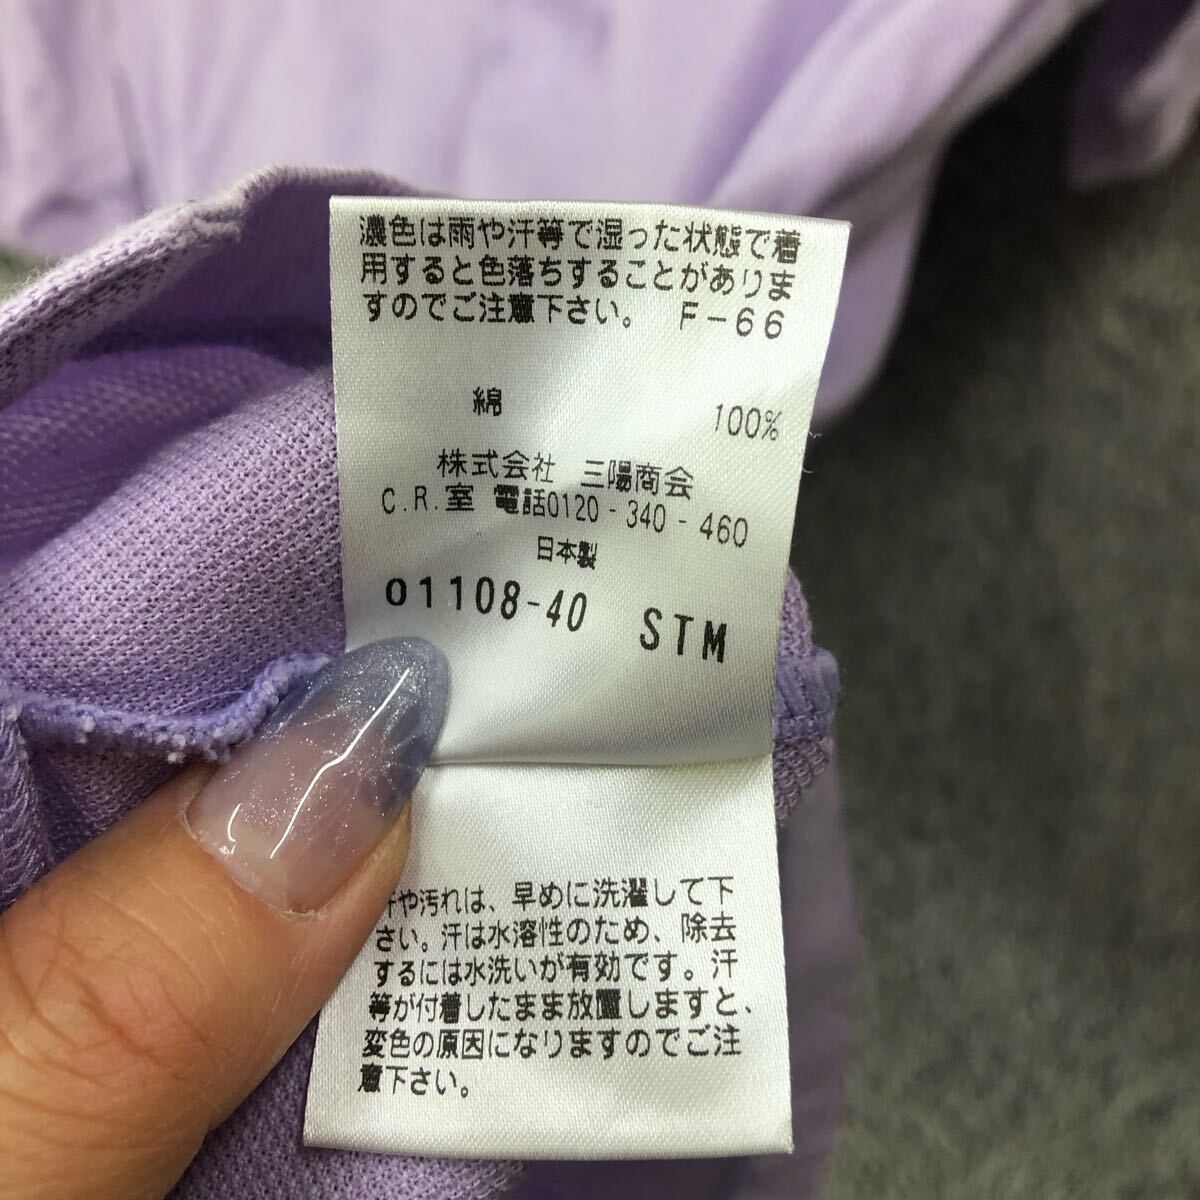 濃色は雨や汗等で湿った状態で着
用すると色落ちすることがありま
すのでご注意下さい。 F-66
綿 100%
株式会社 三陽商会
C.R.室 電話0120-340-460
日本製
01108-40 STM
汗や汚れは、早めに洗濯して下
さい。汗は水溶性のため、除去
するには水洗いが有効です。汗
等が付着したまま放置しますと、
変色の原因になりますのでご注
意下さい。